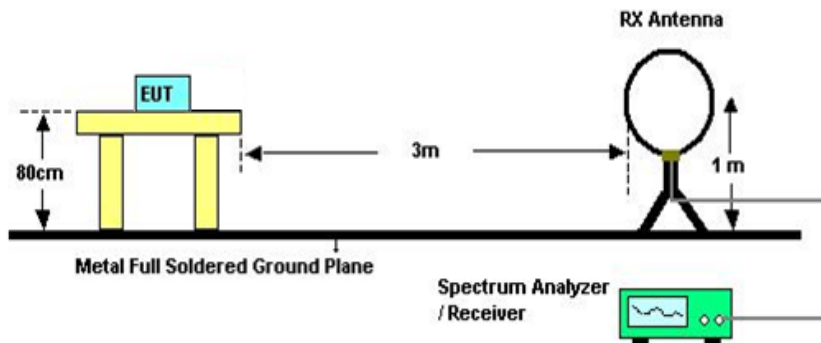 RX Antenna
EUT
3m
80cm
1 m
Metal Full Soldered Ground Plane
Spectrum Analyzer
/ Receiver